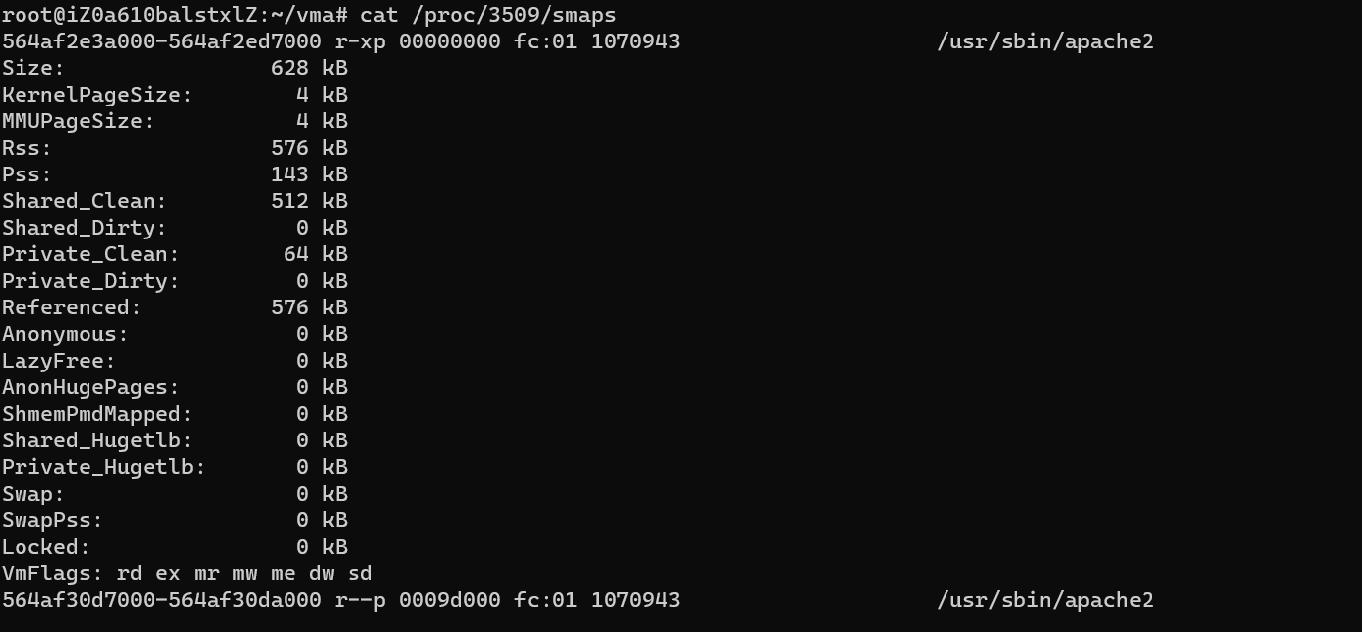 root@iZ0a610balstxlZ:~/vma# cat /proc/3509/smaps
564af2e3a000-564af2ed7000 r-xp 00000000 fc:01 1070943 /usr/sbin/apache2
Size: 628 kB
KernelPageSize: 4 kB
MMUPageSize: 4 kB
Rss: 576 kB
Pss: 143 kB
Shared_Clean: 512 kB
Shared_Dirty: 0 kB
Private_Clean: 64 kB
Private_Dirty: 0 kB
Referenced: 576 kB
Anonymous: 0 kB
LazyFree: 0 kB
AnonHugePages: 0 kB
ShmemPmdMapped: 0 kB
Shared_Hugetlb: 0 kB
Private_Hugetlb: 0 kB
Swap: 0 kB
SwapPss: 0 kB
Locked: 0 kB
VmFlags: rd ex mr mw me dw sd
564af30d7000-564af30da000 r--p 0009d000 fc:01 1070943 /usr/sbin/apache2